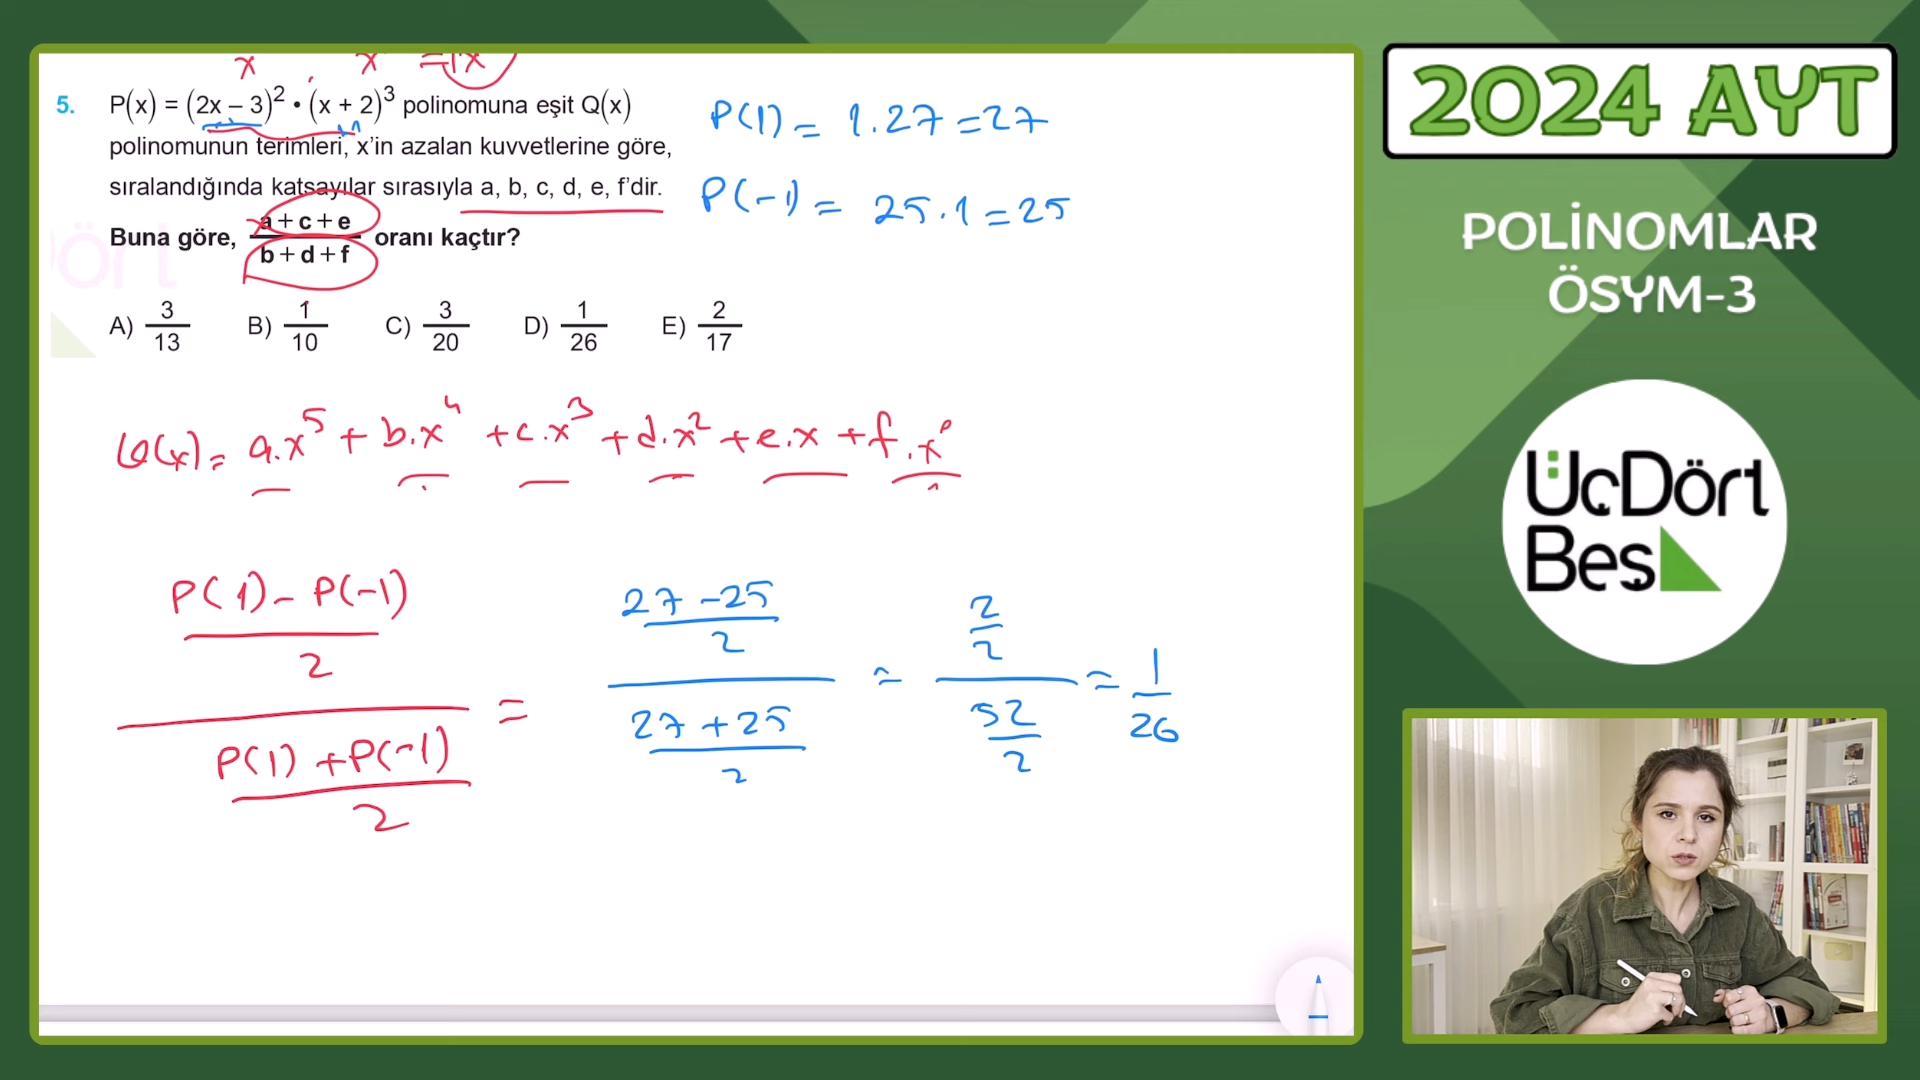 x x = 1x
5. P(x) = (2x – 3)² • (x + 2)³ polinomuna eşit Q(x)
polinomunun terimleri, x'in azalan kuvvetlerine göre,
sıralandığında katsayılar sırasıyla a, b, c, d, e, f'dir.
Buna göre, a+c+e / b+d+f oranı kaçtır?
A) 3/13 B) 1/10 C) 3/20 D) 1/26 E) 2/17
P(1) = 1.27 = 27
P(-1) = 25.1 = 25
Q(x) = a.x⁵ + b.x⁴ + c.x³ + d.x² + e.x + f.x⁰
P(1) - P(-1) / 2
P(1) + P(-1) / 2
=
27 - 25 / 2
27 + 25 / 2
=
2/2
52/2
= 1/26
Dört
2024 AYT
POLİNOMLAR
ÖSYM-3
ÜçDört
Beş